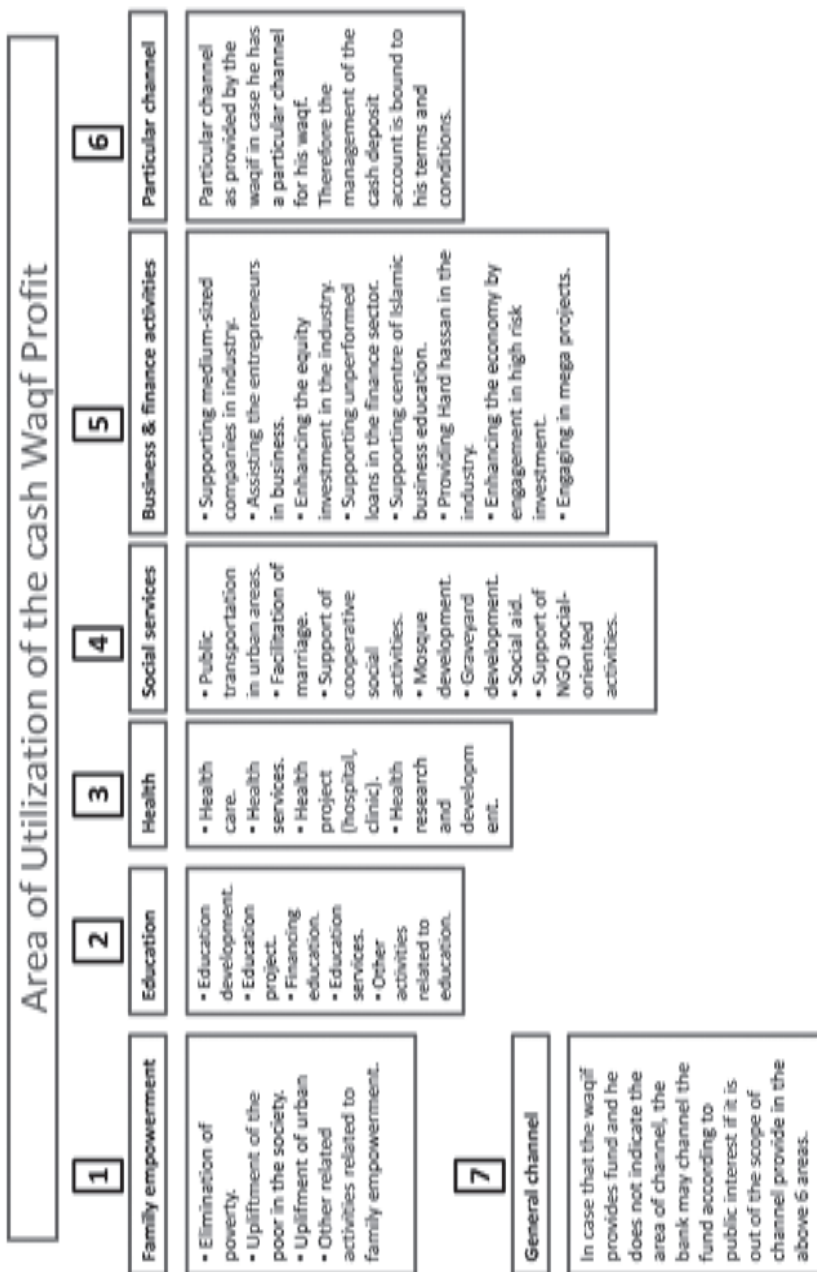 Area of Utilization of the cash Waqf Profit
1
Family empowerment
• Elimination of
poverty.
• Upliftment of the
poor in the society.
• Uplifment of urban
• Other related
activities related to
family empowerment.
2
Education
• Education
development.
• Education
project.
• Financing
education.
• Education
services.
• Other
activities
related to
education.
3
Health
• Health
care.
• Health
services.
• Health
project
(hospital,
clinic).
• Health
research
and
developm
ent.
4
Social services
• Public
transportation
in urban areas.
• Facilitation of
marriage.
• Support of
cooperative
social
activities.
• Mosque
development.
• Graveyard
development.
• Social aid.
• Support of
NGO social-
oriented
activities.
5
Business & finance activities
• Supporting medium-sized
companies in industry.
• Assisting the entrepreneurs
in business.
• Enhancing the equity
investment in the industry.
• Supporting unperformed
loans in the finance sector.
• Supporting centre of Islamic
business education.
• Providing Hard hassan in the
industry.
• Enhancing the economy by
engagement in high risk
investment.
• Engaging in mega projects.
6
Particular channel
Particular channel
as provided by the
waqif in case he has
a particular channel
for his waqf.
Therefore the
management of the
cash deposit
account is bound to
his terms and
conditions.
7
General channel
In case that the waqif
provides fund and he
does not indicate the
area of channel, the
bank may channel the
fund according to
public interest if it is
out of the scope of
channel provide in the
above 6 areas.